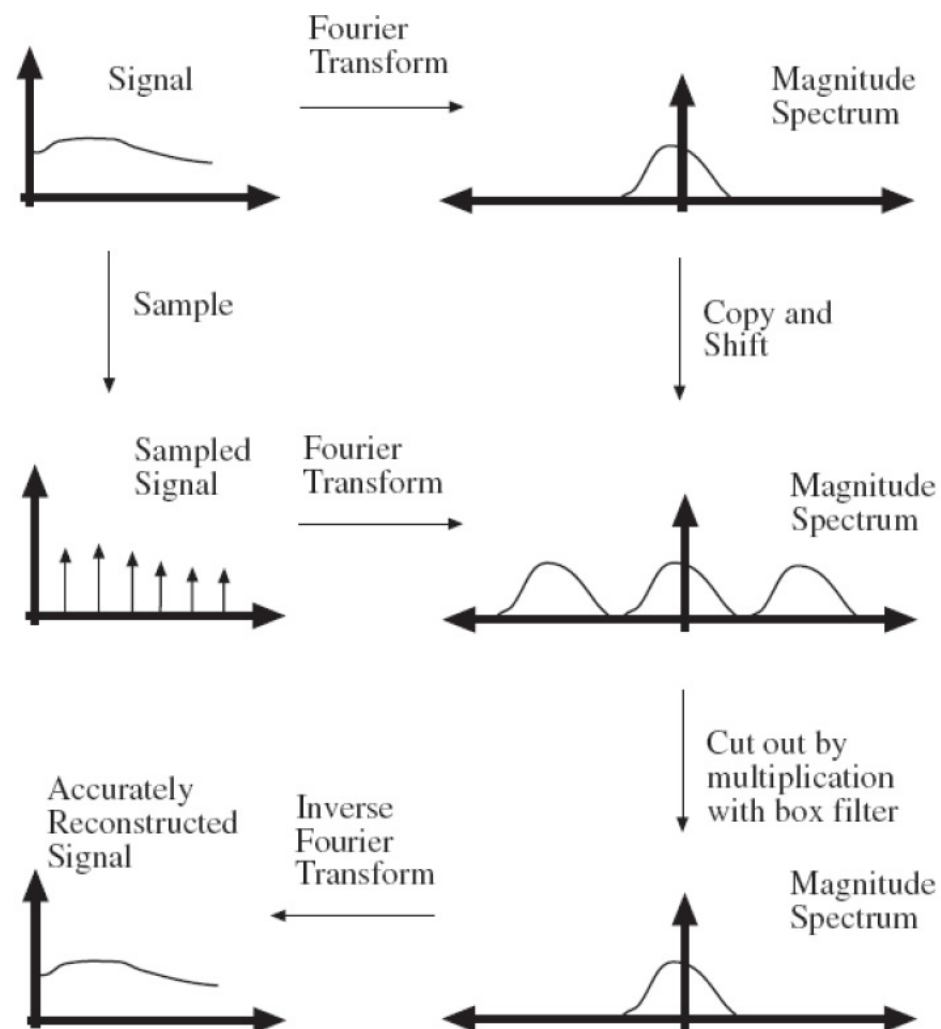 Fourier
Transform
Signal
Magnitude
Spectrum
Sample
Copy and
Shift
Sampled
Signal
Fourier
Transform
Magnitude
Spectrum
Cut out by
multiplication
with box filter
Accurately
Reconstructed
Signal
Inverse
Fourier
Transform
Magnitude
Spectrum